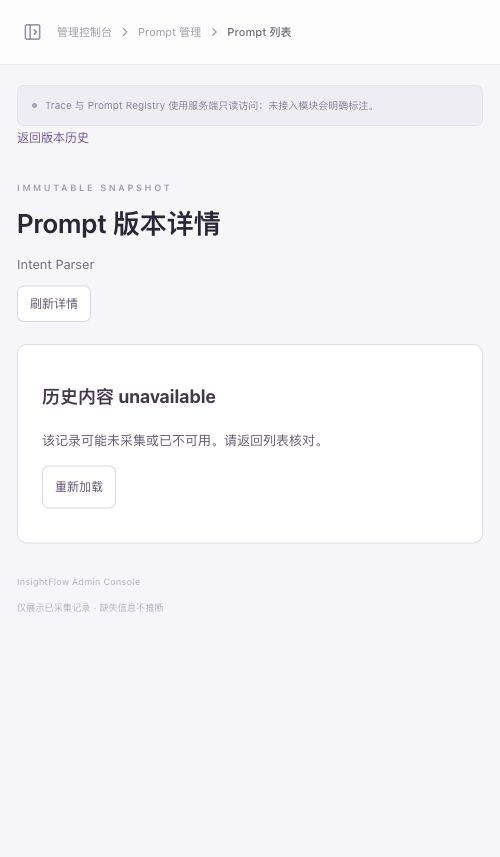 管理控制台 > Prompt 管理 > Prompt 列表
Trace 与 Prompt Registry 使用服务端只读访问；未接入模块会明确标注。
返回版本历史
IMMUTABLE SNAPSHOT
Prompt 版本详情
Intent Parser
刷新详情
历史内容 unavailable
该记录可能未采集或已不可用。请返回列表核对。
重新加载
InsightFlow Admin Console
仅展示已采集记录 · 缺失信息不推断